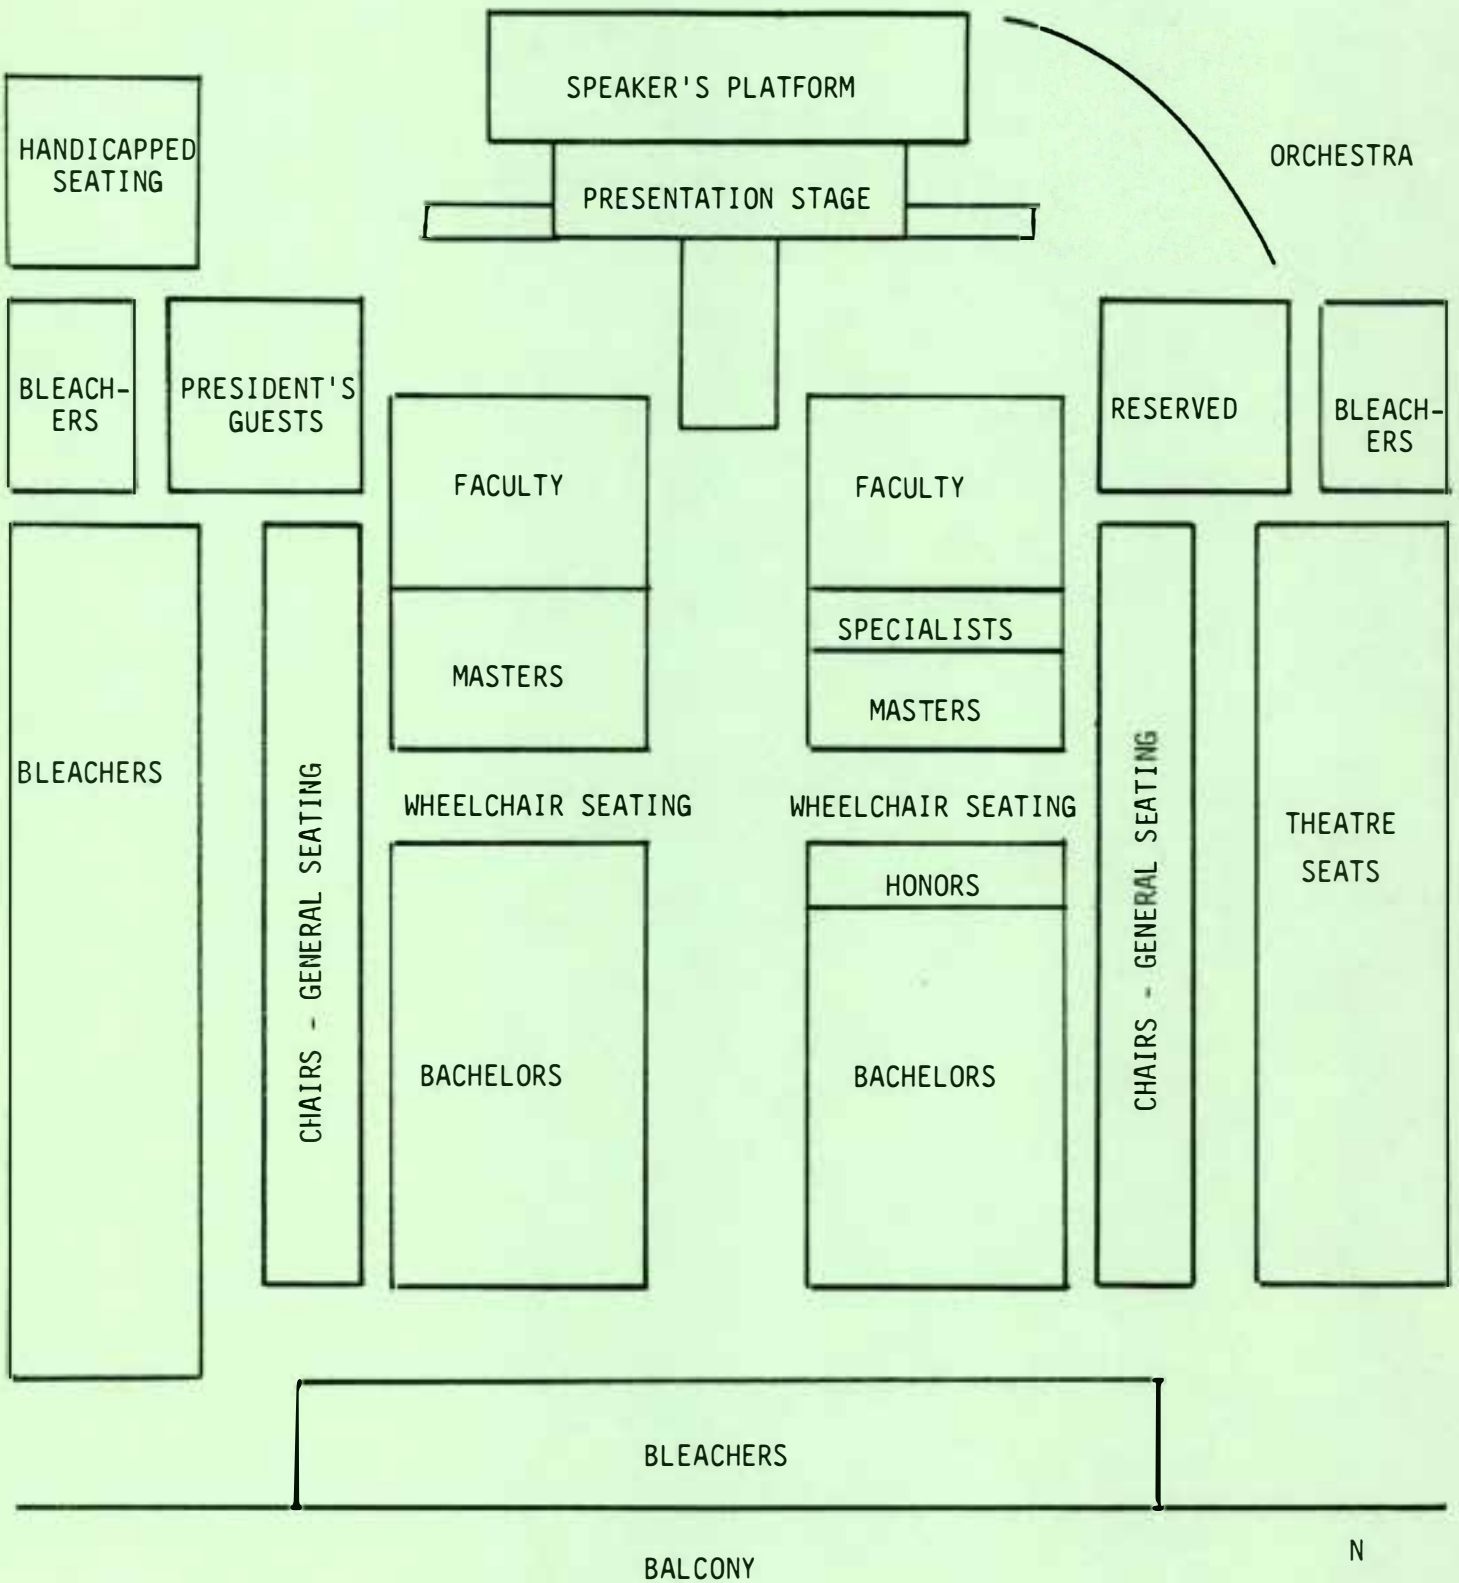 SPEAKER'S PLATFORM
HANDICAPPED
SEATING
ORCHESTRA
PRESENTATION STAGE
BLEACH-
ERS
PRESIDENT'S
GUESTS
RESERVED
BLEACH-
ERS
FACULTY
FACULTY
SPECIALISTS
MASTERS
MASTERS
BLEACHERS
CHAIRS - GENERAL SEATING
WHEELCHAIR SEATING
WHEELCHAIR SEATING
CHAIRS - GENERAL SEATING
THEATRE
SEATS
HONORS
BACHELORS
BACHELORS
BLEACHERS
BALCONY
N